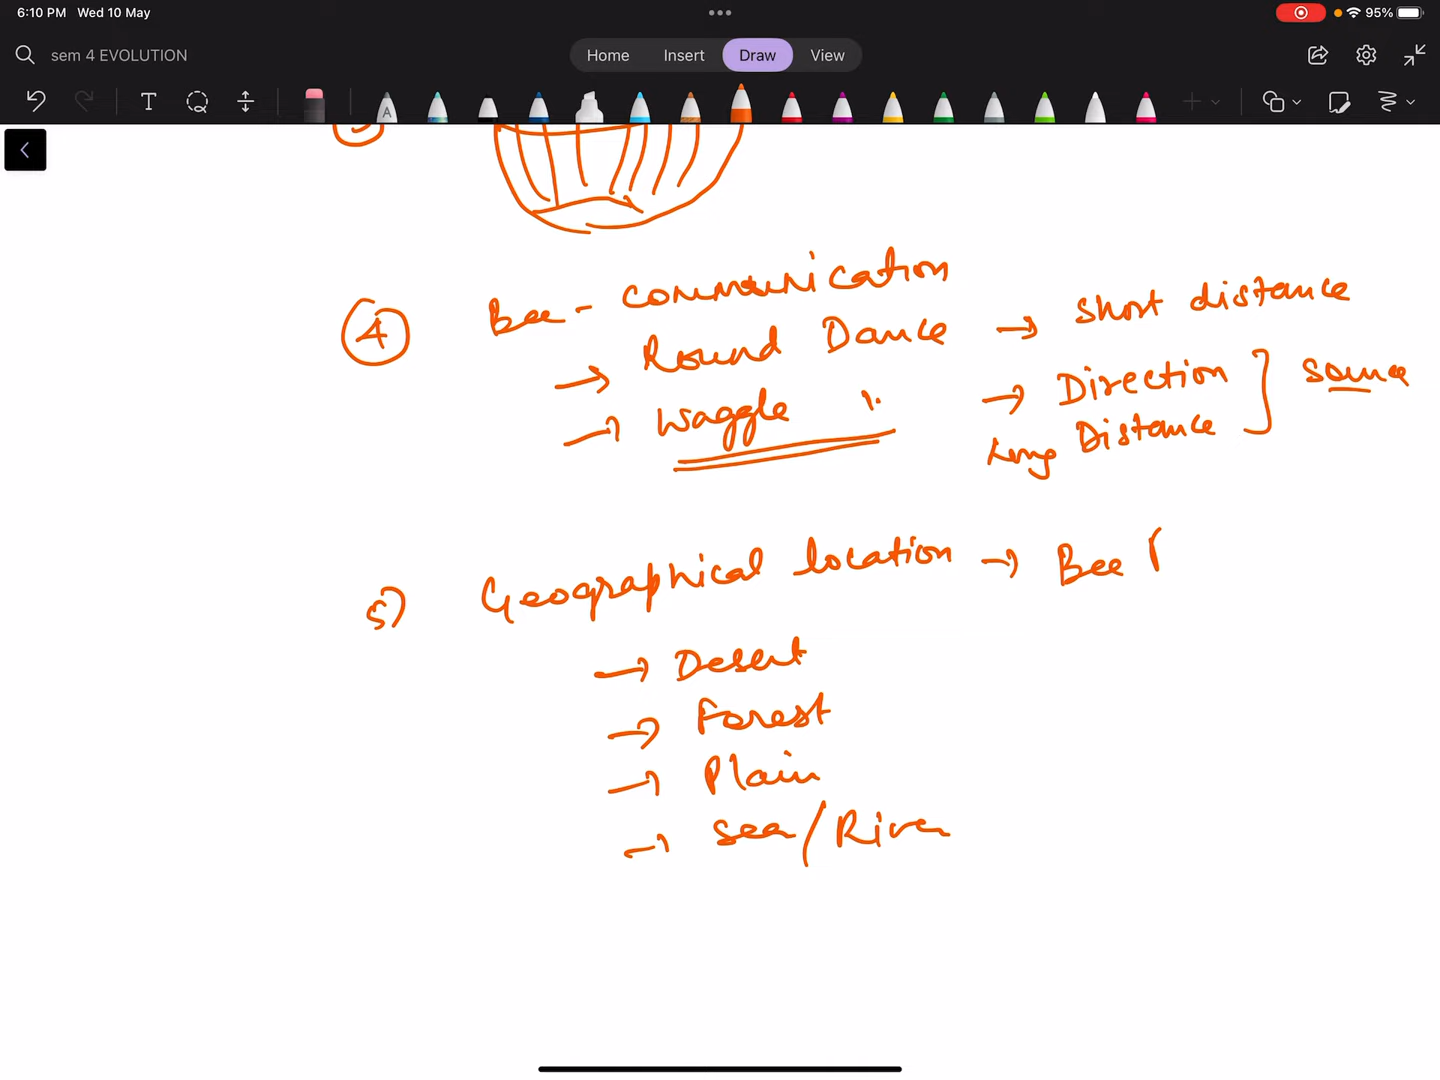 6:10 PM Wed 10 May 95%
sem 4 EVOLUTION
Home Insert Draw View
4 Bee - communication
→ Round Dance → Short distance
→ Waggle " → Direction
Long Distance } Source
5) Geographical location → Bee
→ Desert
→ Forest
→ Plain
→ Sea/River